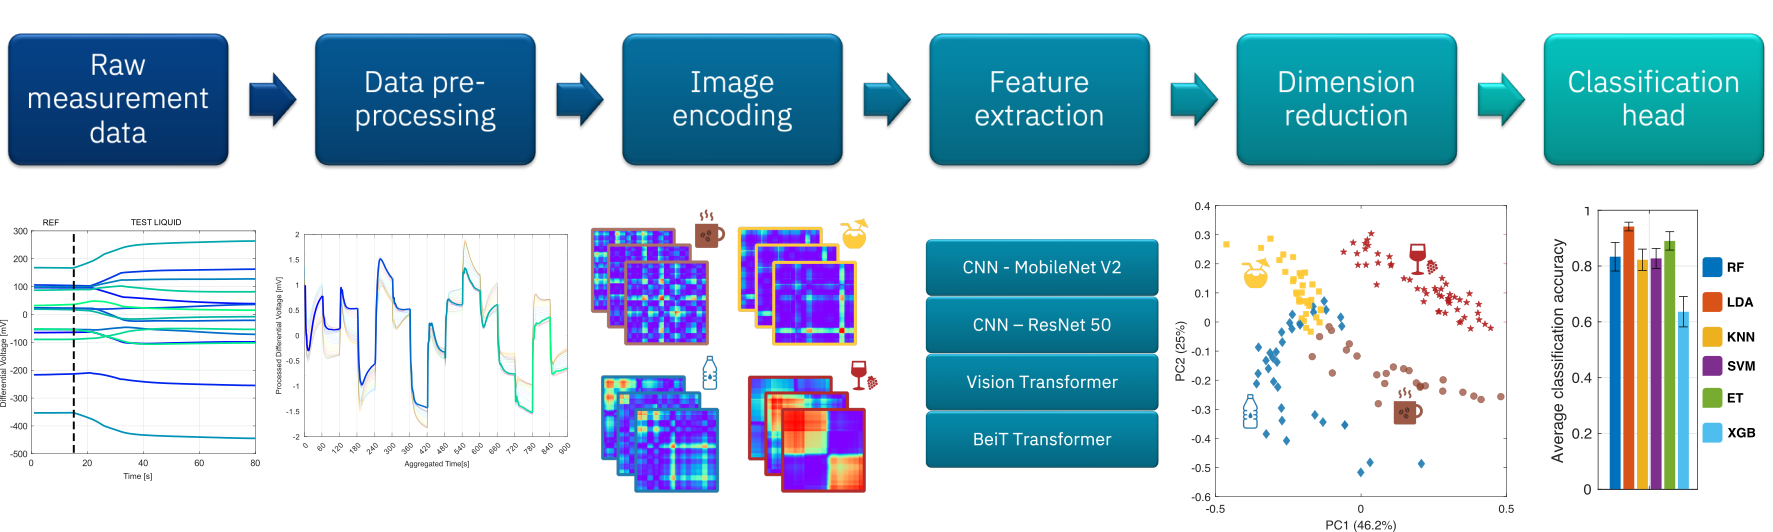 Raw
measurement
data
Data pre-
processing
Image
encoding
Feature
extraction
Dimension
reduction
Classification
head
REF
TEST LIQUID
300
200
100
0
-100
-200
-300
-400
-500
Differential Voltage [mV]
0
20
40
60
80
Time [s]
2
1.5
1
0.5
0
-0.5
-1
-1.5
-2
Processed Differential Voltage [mV]
0
60
120
180
240
300
360
420
480
540
600
660
720
780
840
900
Aggregated Time[s]
CNN - MobileNet V2
CNN – ResNet 50
Vision Transformer
BeiT Transformer
0.4
0.3
0.2
0.1
0
-0.1
-0.2
-0.3
-0.4
-0.5
-0.6
PC2 (25%)
-0.5
0
0.5
PC1 (46.2%)
1
0.8
0.6
0.4
0.2
0
Average classification accuracy
RF
LDA
KNN
SVM
ET
XGB